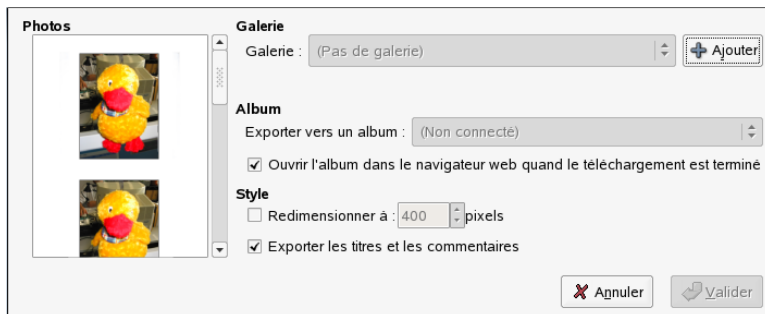 Photos
Galerie
Galerie : (Pas de galerie) Ajouter
Album
Exporter vers un album : (Non connecté)
Ouvrir l'album dans le navigateur web quand le téléchargement est terminé
Style
Redimensionner à : 400 pixels
Exporter les titres et les commentaires
Annuler Valider